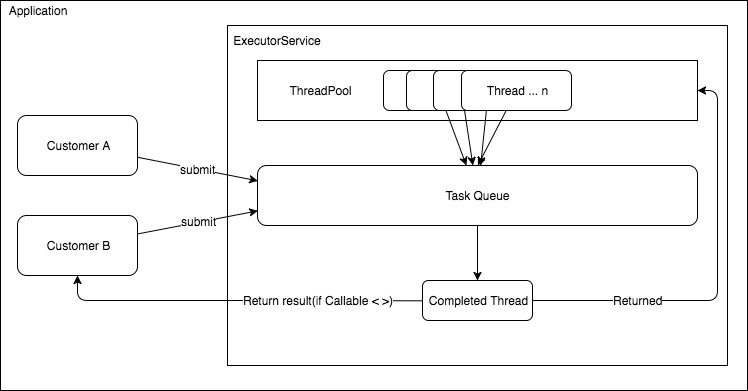 Application
ExecutorService
ThreadPool
Thread ... n
Customer A
submit
Task Queue
submit
Customer B
Return result(if Callable < >)
Completed Thread
Returned